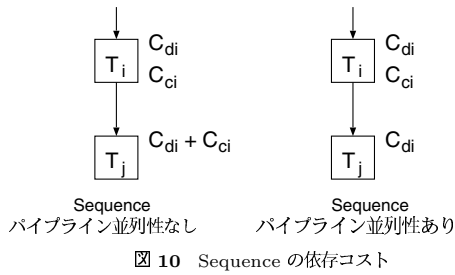 C_di
T_i
C_ci
T_j
C_di + C_ci
Sequence
パイプライン並列性なし
C_di
T_i
C_ci
T_j
C_di
Sequence
パイプライン並列性あり
図 10 Sequence の依存コスト